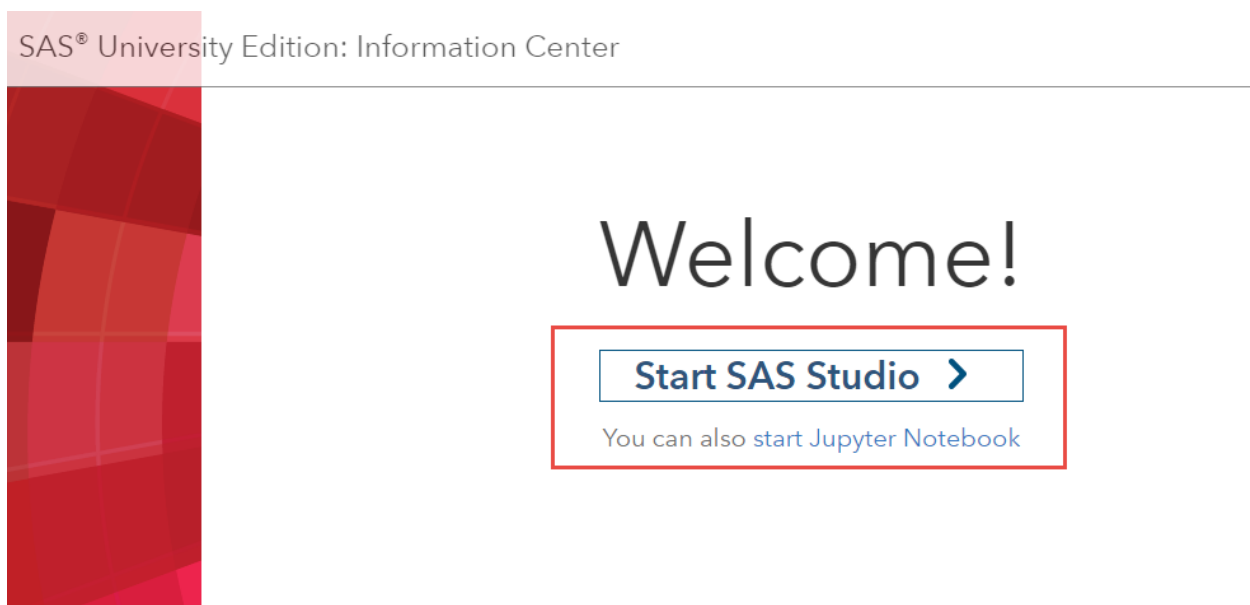 SAS® University Edition: Information Center
Welcome!
Start SAS Studio
You can also start Jupyter Notebook